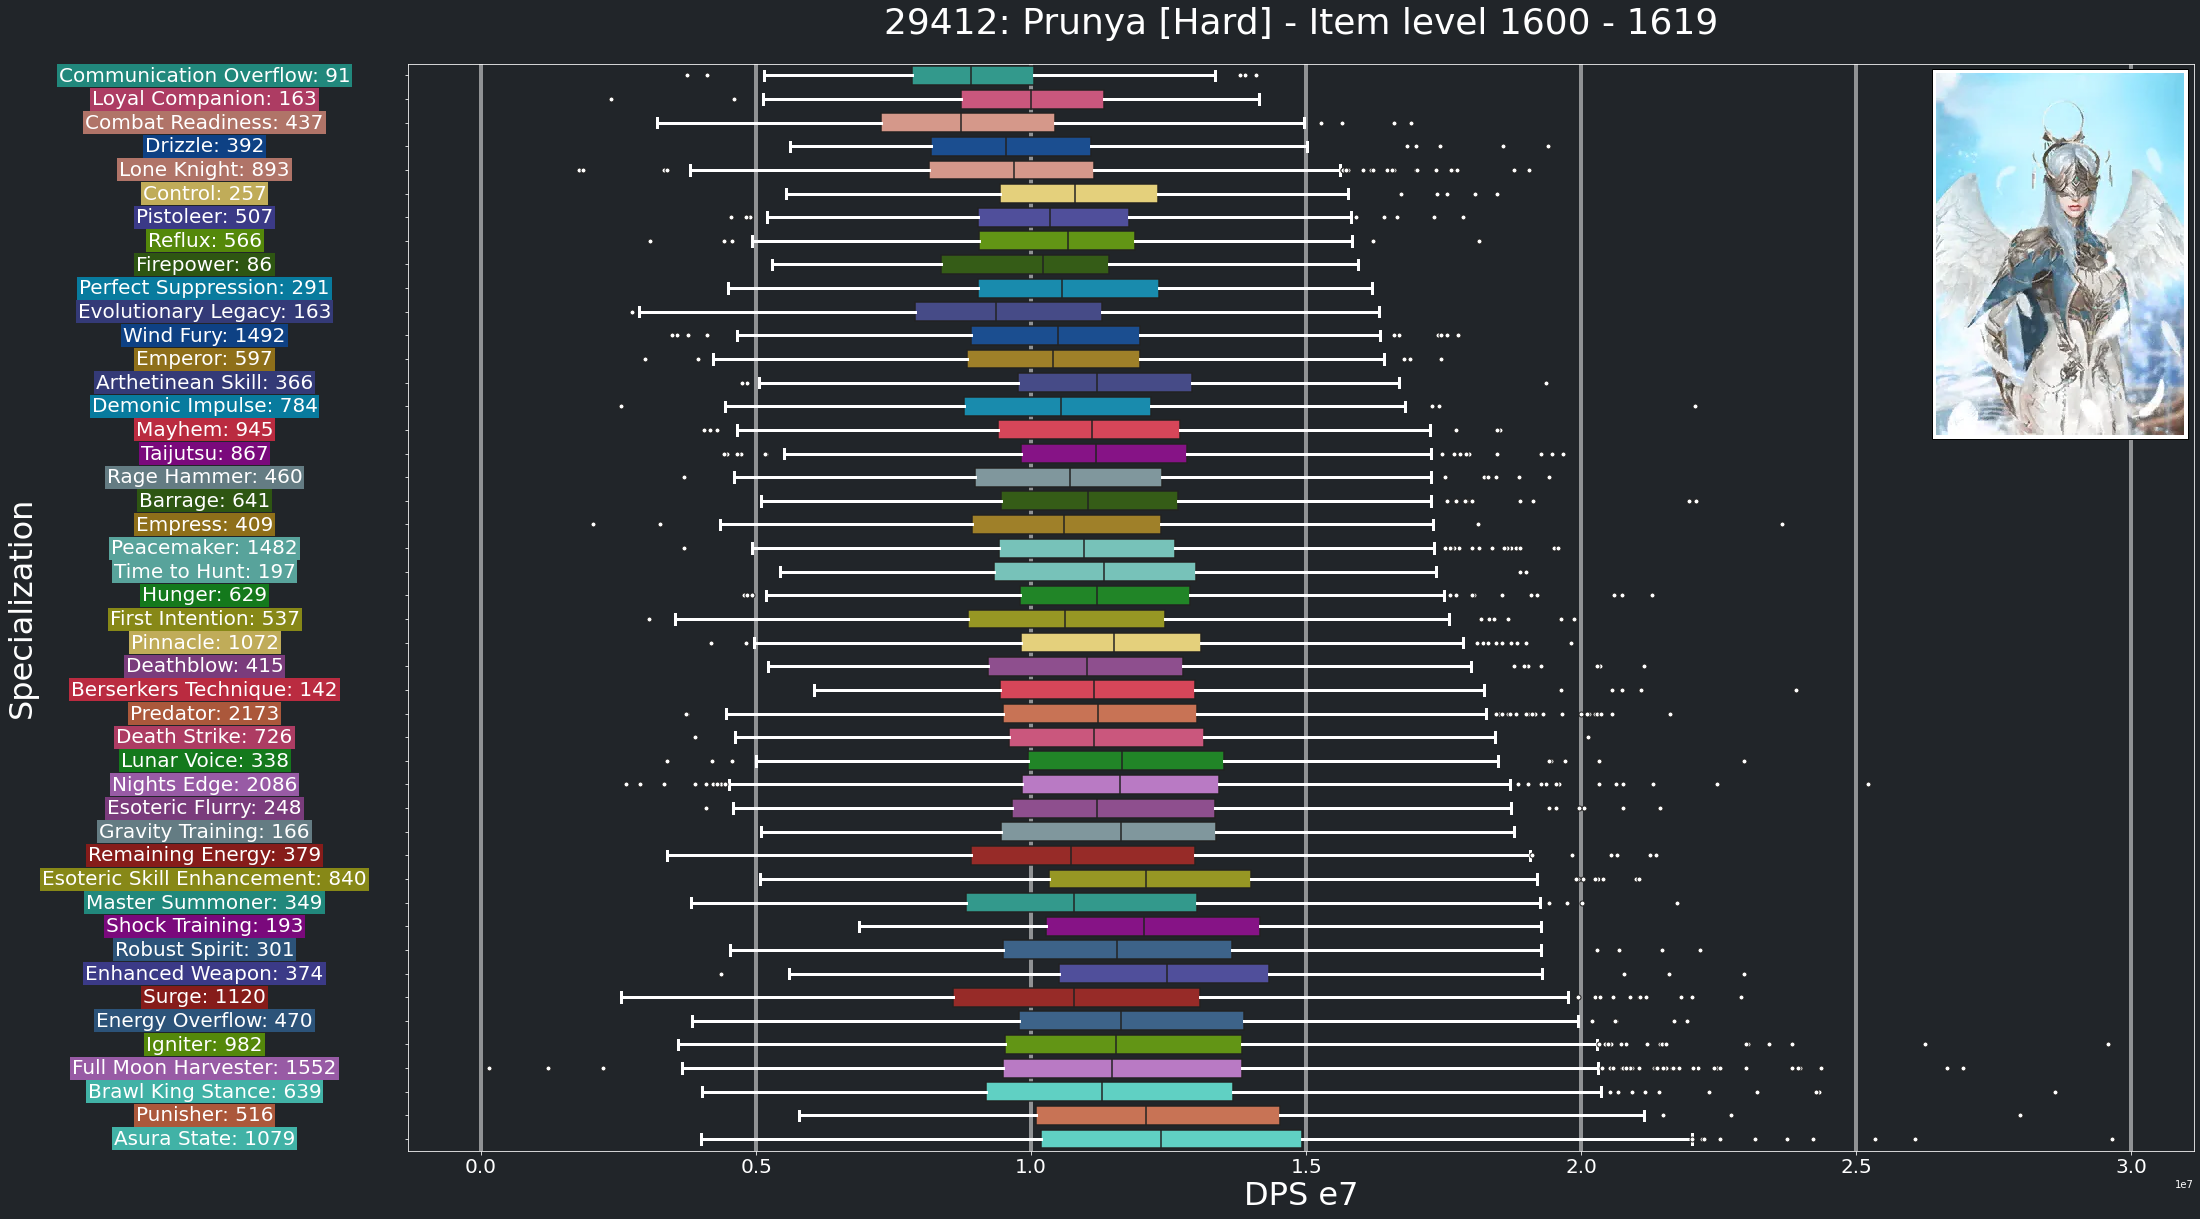 29412: Prunya [Hard] - Item level 1600 - 1619
Communication Overflow: 91
Loyal Companion: 163
Combat Readiness: 437
Drizzle: 392
Lone Knight: 893
Control: 257
Pistoleer: 507
Reflux: 566
Firepower: 86
Perfect Suppression: 291
Evolutionary Legacy: 163
Wind Fury: 1492
Emperor: 597
Arthetinean Skill: 366
Demonic Impulse: 784
Mayhem: 945
Taijutsu: 867
Rage Hammer: 460
Barrage: 641
Empress: 409
Peacemaker: 1482
Time to Hunt: 197
Hunger: 629
First Intention: 537
Pinnacle: 1072
Deathblow: 415
Berserkers Technique: 142
Predator: 2173
Death Strike: 726
Lunar Voice: 338
Nights Edge: 2086
Esoteric Flurry: 248
Gravity Training: 166
Remaining Energy: 379
Esoteric Skill Enhancement: 840
Master Summoner: 349
Shock Training: 193
Robust Spirit: 301
Enhanced Weapon: 374
Surge: 1120
Energy Overflow: 470
Igniter: 982
Full Moon Harvester: 1552
Brawl King Stance: 639
Punisher: 516
Asura State: 1079
Specialization
0.0 0.5 1.0 1.5 2.0 2.5 3.0
DPS e7
1e7